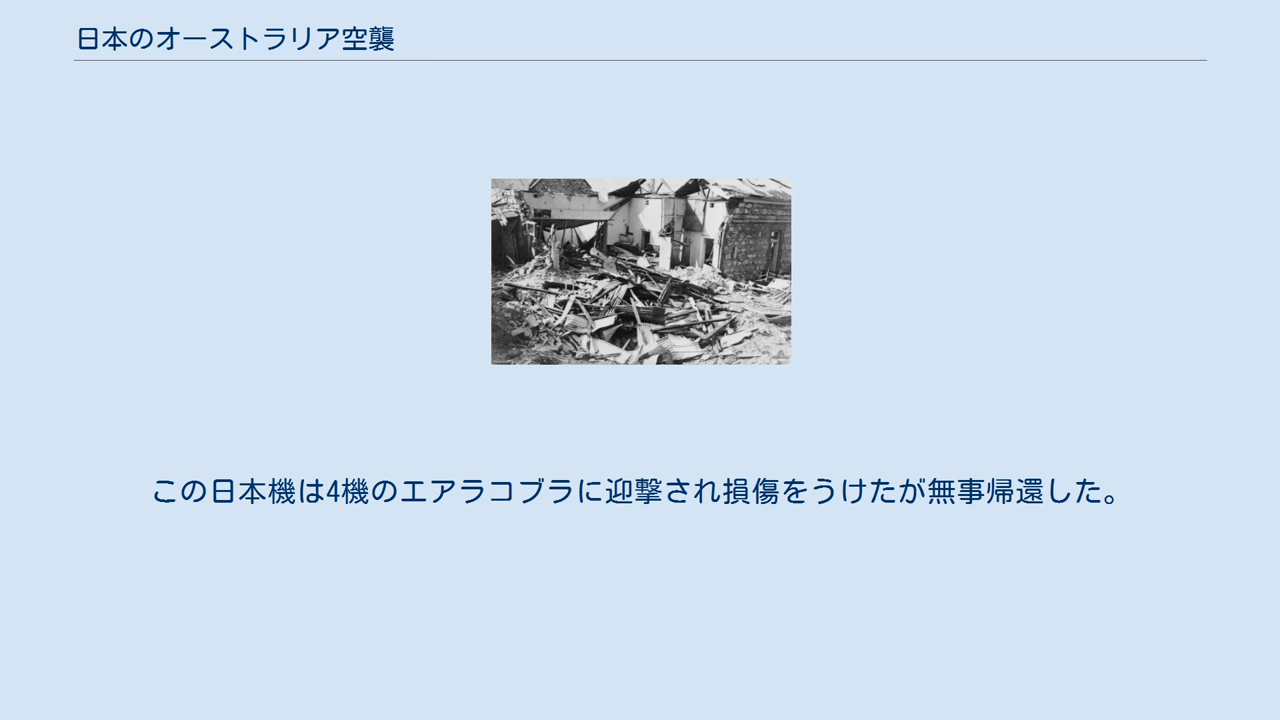 日本のオーストラリア空襲
この日本機は4機のエアラコブラに迎撃され損傷をうけたが無事帰還した。